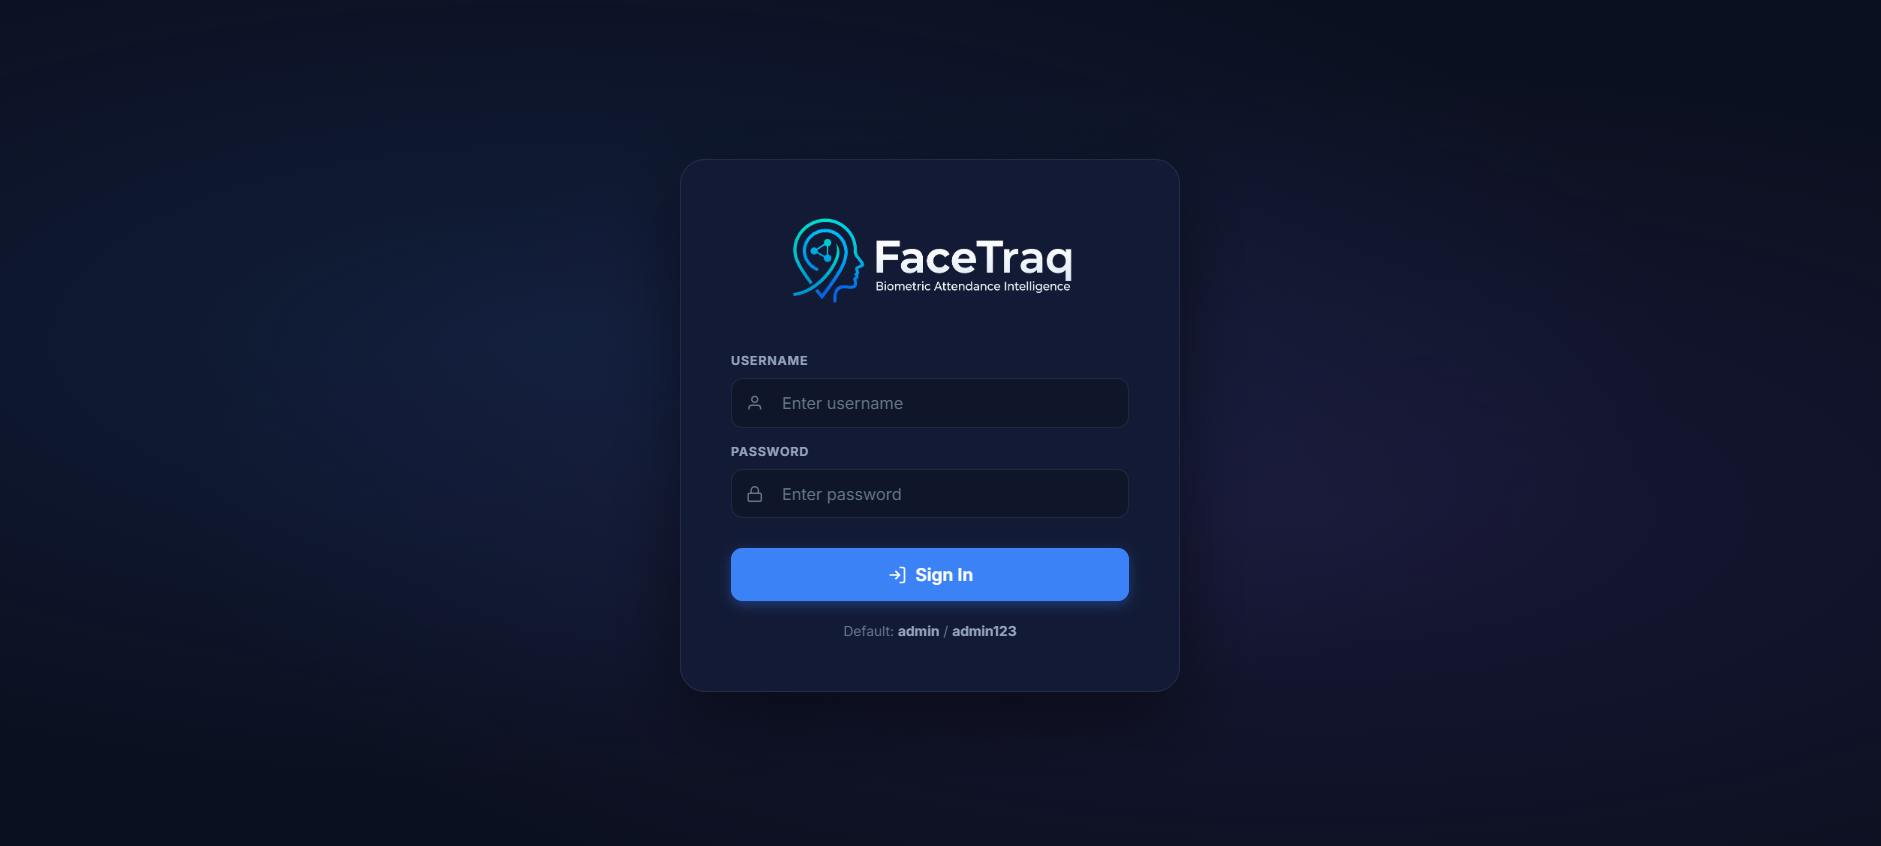 FaceTraq
Biometric Attendance Intelligence
USERNAME
Enter username
PASSWORD
Enter password
Sign In
Default: admin / admin123